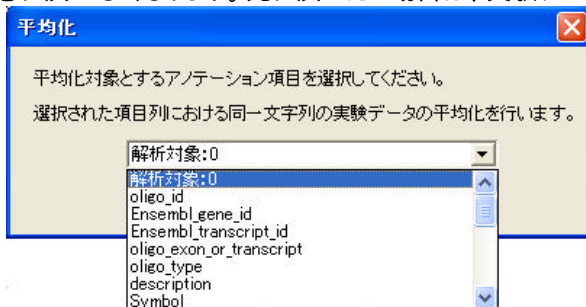 平均化
平均化対象とするアノテーション項目を選択してください。
選択された項目列における同一文字列の実験データの平均化を行います。
解析対象:0
解析対象:0
oligo_id
Ensembl_gene_id
Ensembl_transcript_id
oligo_exon_or_transcript
oligo_type
description
Symbol